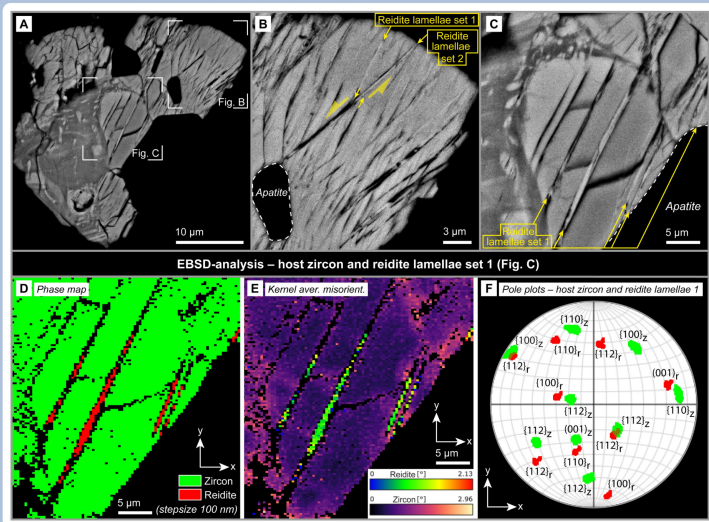 A
Fig. B
Fig. C
10 µm
B
Reidite lamellae set 1
Reidite
lamellae
set 2
Apatite
3 µm
C
Reidite
lamellae set 1
Apatite
5 µm
EBSD-analysis – host zircon and reidite lamellae set 1 (Fig. C)
D Phase map
y
x
5 µm
Zircon
Reidite
(stepsize 100 nm)
E Kernel aver. misorient.
y
x
5 µm
Reidite [°]
0 2.13
Zircon [°]
0 2.96
F Pole plots – host zircon and reidite lamellae 1
{110}z
{100}z
{100}z
{110}r
{112}r
{112}r
(001)r
{100}r
{112}z
{110}z
{112}z
{112}z
(001)z
{112}r
{112}r
{110}r
{112}z
{100}r
y
x